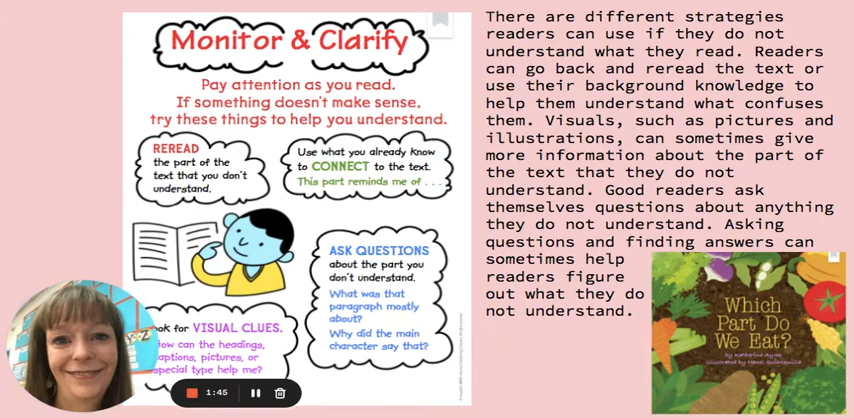 Monitor & Clarify
Pay attention as you read.
If something doesn't make sense,
try these things to help you understand.
REREAD
the part of the
text that you don't
understand.
Use what you already know
to CONNECT to the text.
This part reminds me of . . .
ASK QUESTIONS
about the part you
don't understand.
What was that
paragraph mostly
about?
Why did the main
character say that?
ook for VISUAL CLUES.
How can the headings,
aptions, pictures, or
special type help me?
1:45
There are different strategies
readers can use if they do not
understand what they read. Readers
can go back and reread the text or
use their background knowledge to
help them understand what confuses
them. Visuals, such as pictures and
illustrations, can sometimes give
more information about the part of
the text that they do not
understand. Good readers ask
themselves questions about anything
they do not understand. Asking
questions and finding answers can
sometimes help
readers figure
out what they do
not understand.
Which
Part Do
We Eat?
by Katherine Ayres
illustrated by